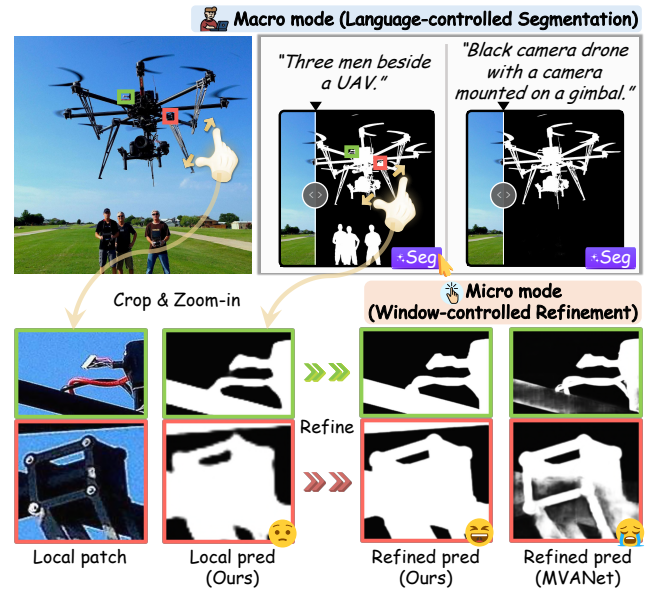 Macro mode (Language-controlled Segmentation)
“Three men beside
a UAV.”
“Black camera drone
with a camera
mounted on a gimbal.”
Seg
Seg
Crop & Zoom-in
Micro mode
(Window-controlled Refinement)
Refine
Local patch
Local pred
(Ours)
Refined pred
(Ours)
Refined pred
(MVANet)